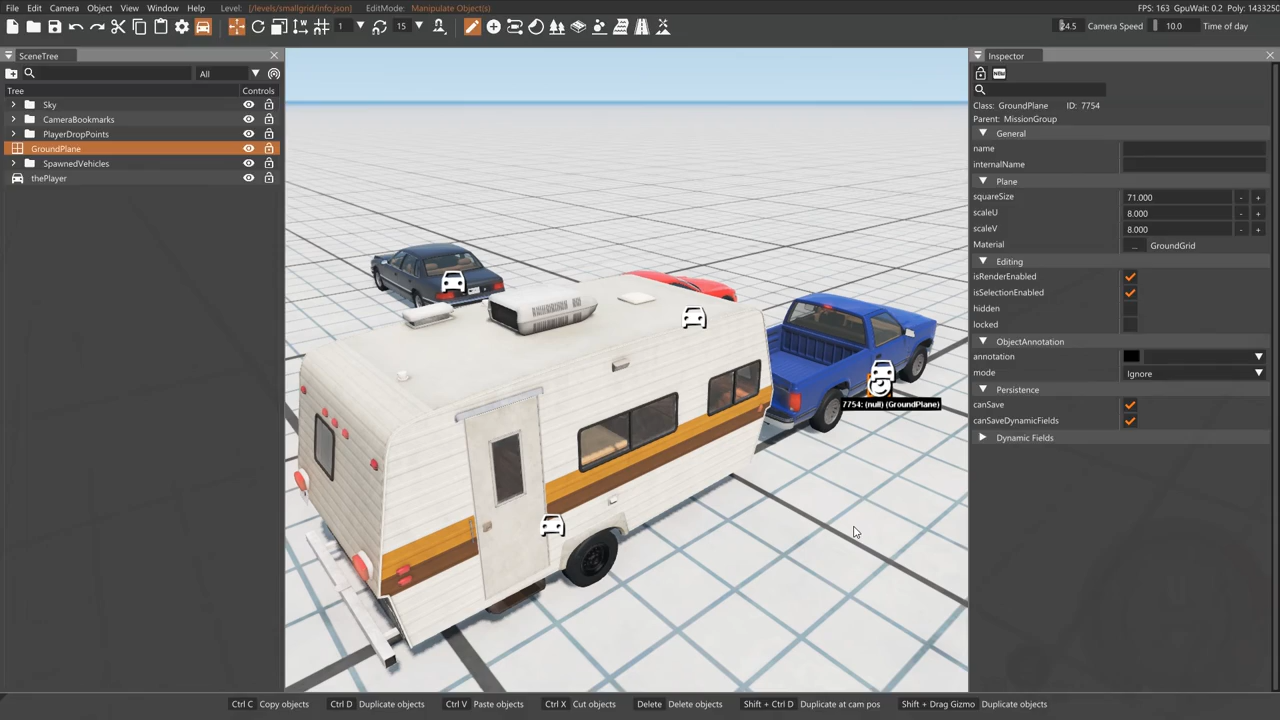 File Edit Camera Object View Window Help Level: [/levels/smallgrid/info.json] EditMode: Manipulate Object(s) FPS: 163 GpuWait: 0.2 Poly: 1433250
1 15 24.5 Camera Speed 10.0 Time of day
SceneTree
All
Tree Controls
Sky
CameraBookmarks
PlayerDropPoints
GroundPlane
SpawnedVehicles
thePlayer
7754: (null) (GroundPlane)
Inspector
NEW
Class: GroundPlane ID: 7754
Parent: MissionGroup
General
name
internalName
Plane
squareSize 71.000 - +
scaleU 8.000 - +
scaleV 8.000 - +
Material ... GroundGrid
Editing
isRenderEnabled
isSelectionEnabled
hidden
locked
ObjectAnnotation
annotation
mode Ignore
Persistence
canSave
canSaveDynamicFields
Dynamic Fields
Ctrl C Copy objects Ctrl D Duplicate objects Ctrl V Paste objects Ctrl X Cut objects Delete Delete objects Shift + Ctrl D Duplicate at cam pos Shift + Drag Gizmo Duplicate objects